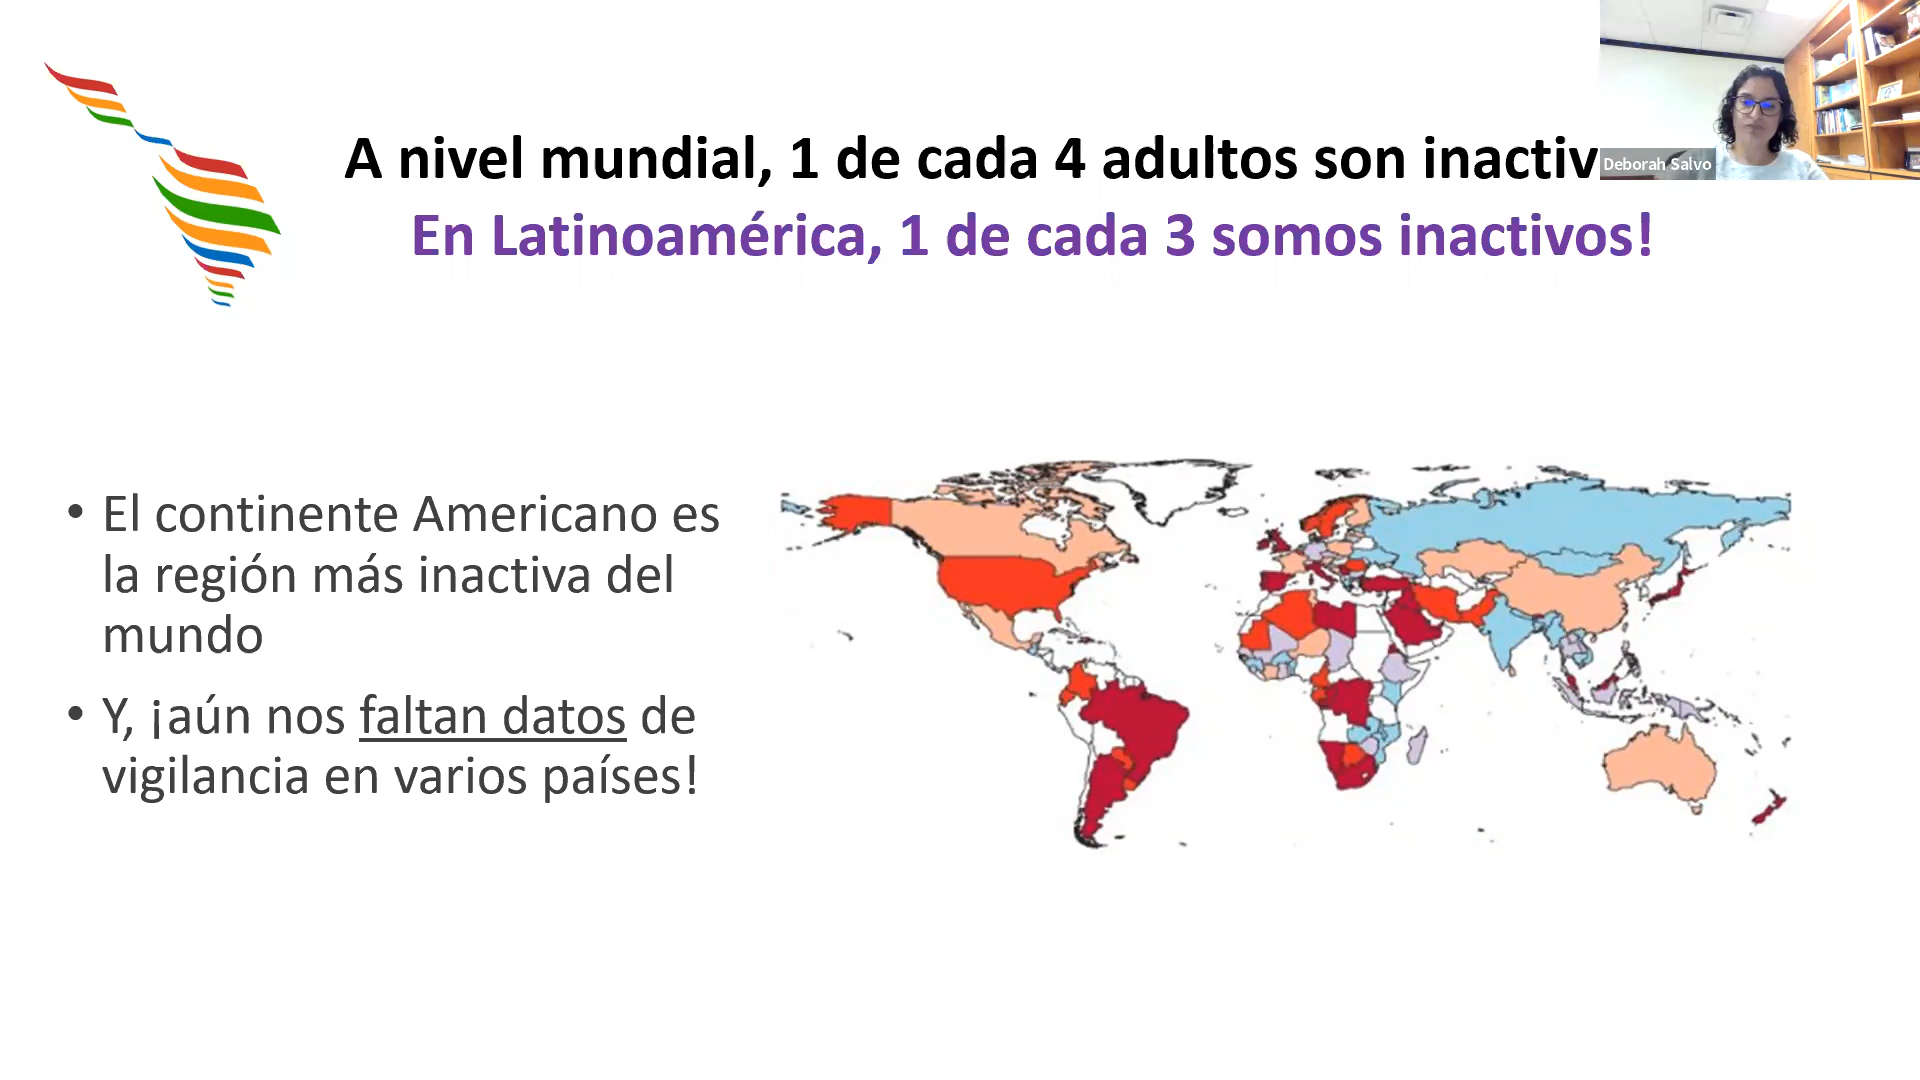 A nivel mundial, 1 de cada 4 adultos son inactiv
Deborah Salvo
En Latinoamérica, 1 de cada 3 somos inactivos!
• El continente Americano es
la región más inactiva del
mundo
• Y, ¡aún nos faltan datos de
vigilancia en varios países!